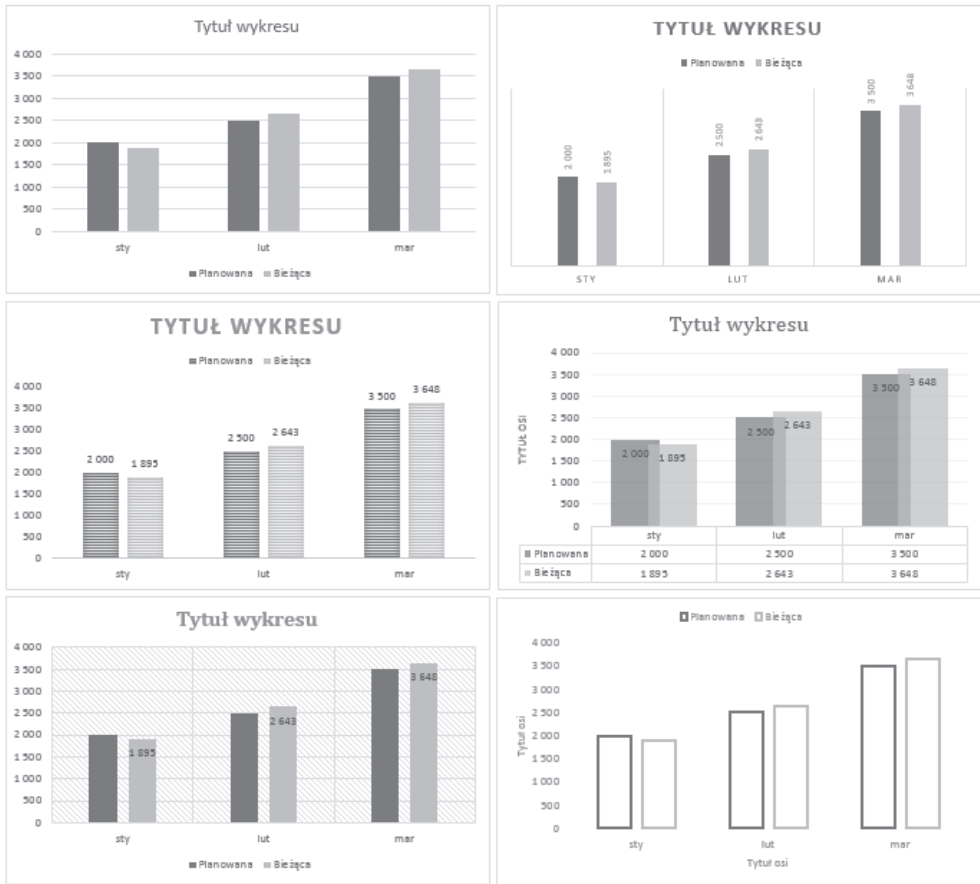 Tytuł wykresu
4 000
3 500
3 000
2 500
2 000
1 500
1 000
500
0
sty lut mar
Planowana Bieżąca
TYTUŁ WYKRESU
Planowana Bieżąca
2 000 1 895 2 500 2 643 3 500 3 648
STY LUT MAR
TYTUŁ WYKRESU
Planowana Bieżąca
4 000
3 500
3 000
2 500
2 000
1 500
1 000
500
0
2 000 1 895 2 500 2 643 3 500 3 648
sty lut mar
Tytuł wykresu
TYTUŁ OSI
4 000
3 500
3 000
2 500
2 000
1 500
1 000
500
0
2 000 1 895 2 500 2 643 3 500 3 648
sty lut mar
Planowana 2 000 2 500 3 500
Bieżąca 1 895 2 643 3 648
Tytuł wykresu
4 000
3 500
3 000
2 500
2 000
1 500
1 000
500
0
1 895 2 643 3 648
sty lut mar
Planowana Bieżąca
Planowana Bieżąca
Tytuł osi
4 000
3 500
3 000
2 500
2 000
1 500
1 000
500
0
sty lut mar
Tytuł osi